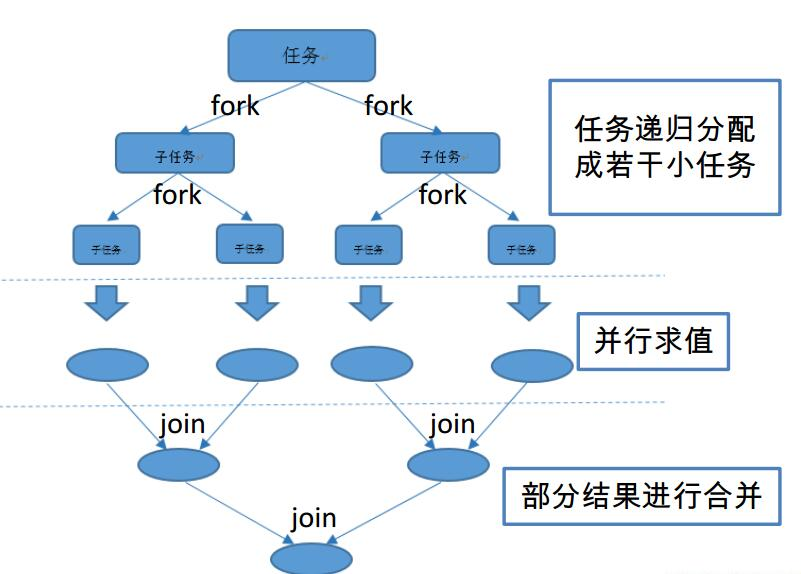 任务
fork
fork
任务递归分配
成若干小任务
子任务
子任务
fork
fork
子任务
子任务
子任务
子任务
并行求值
join
join
部分结果进行合并
join